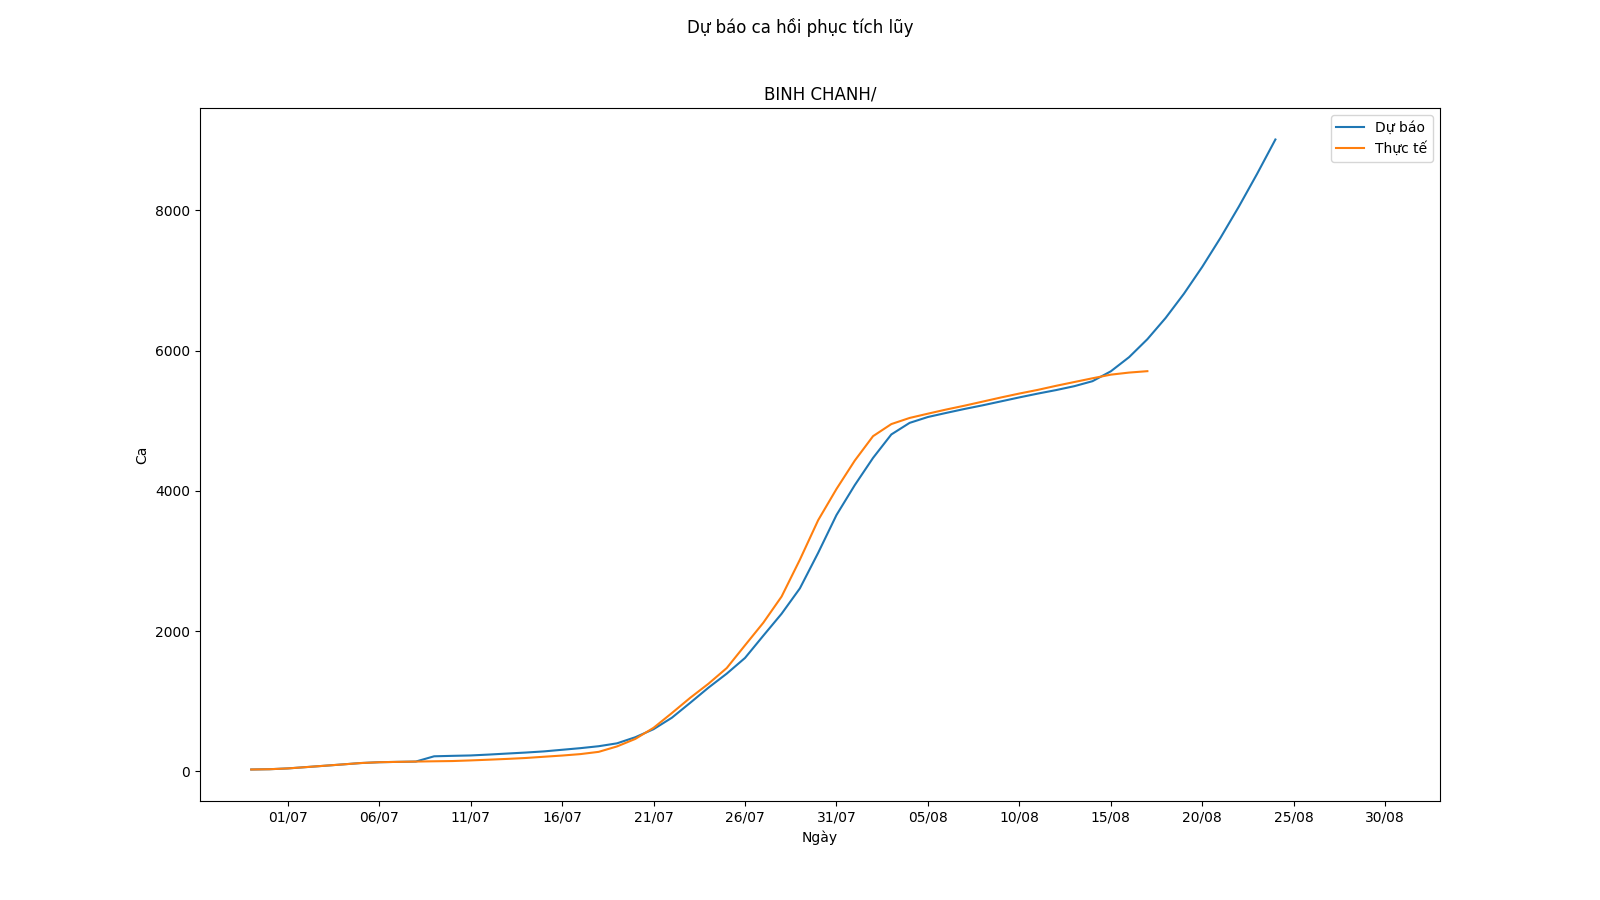 Dự báo ca hồi phục tích lũy
BINH CHANH/
Dự báo
Thực tế
8000
6000
4000
2000
0
Ca
01/07 06/07 11/07 16/07 21/07 26/07 31/07 05/08 10/08 15/08 20/08 25/08 30/08
Ngày